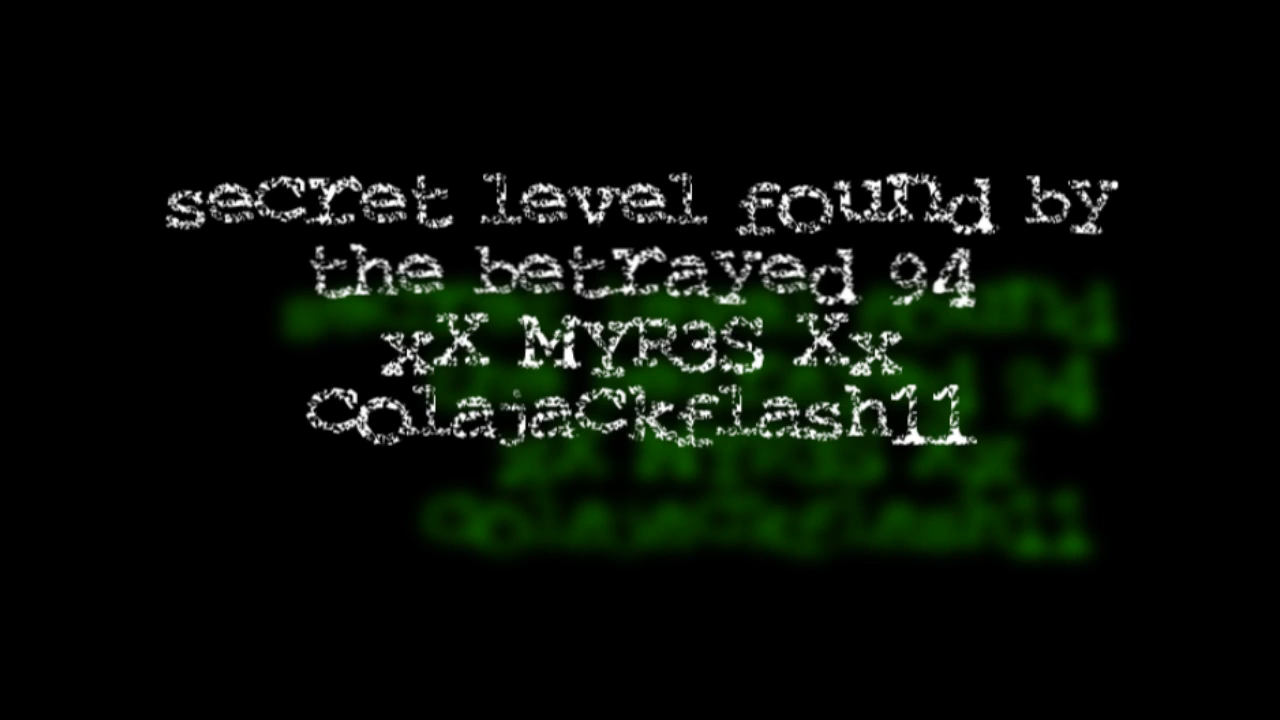 secret level found by
the betrayed 94
xX MYR3S Xx
Colajackflash11